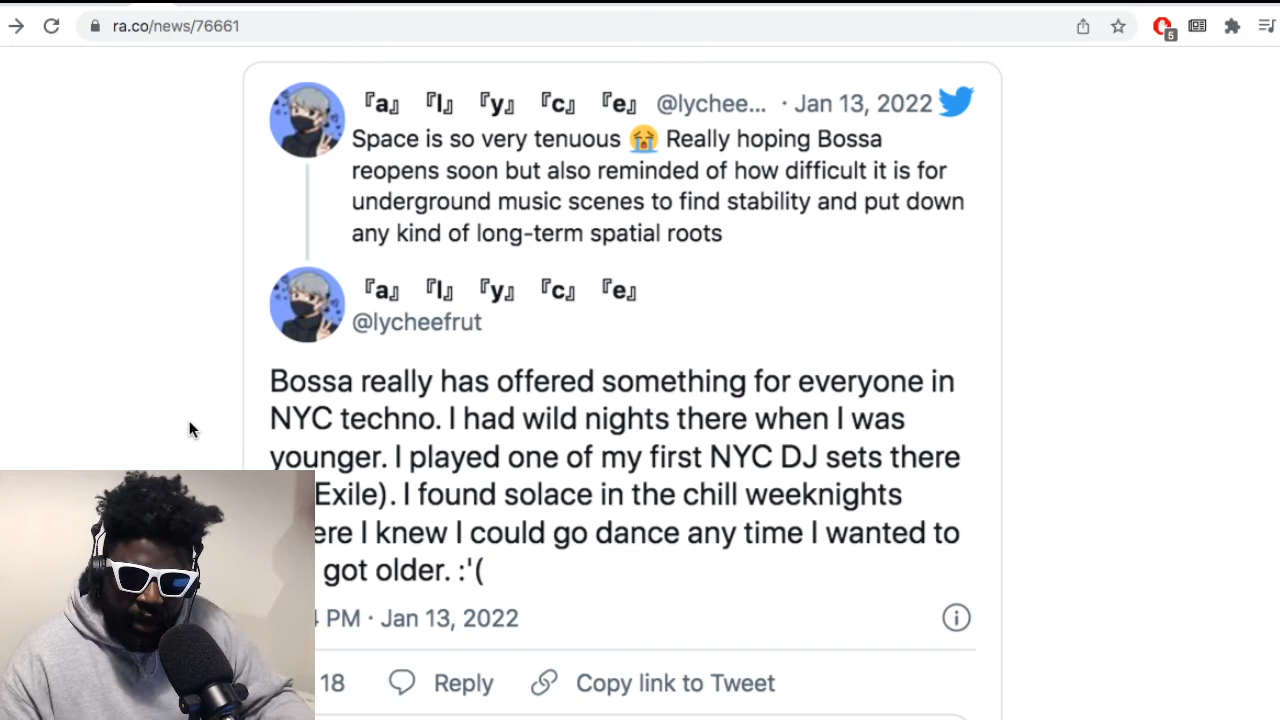 ra.co/news/76661
5
『a』 『l』 『y』 『c』 『e』 @lychee... · Jan 13, 2022
Space is so very tenuous 😭 Really hoping Bossa
reopens soon but also reminded of how difficult it is for
underground music scenes to find stability and put down
any kind of long-term spatial roots
『a』 『l』 『y』 『c』 『e』
@lycheefrut
Bossa really has offered something for everyone in
NYC techno. I had wild nights there when I was
younger. I played one of my first NYC DJ sets there
Exile). I found solace in the chill weeknights
I knew I could go dance any time I wanted to
got older. :'(
PM · Jan 13, 2022
18 Reply Copy link to Tweet